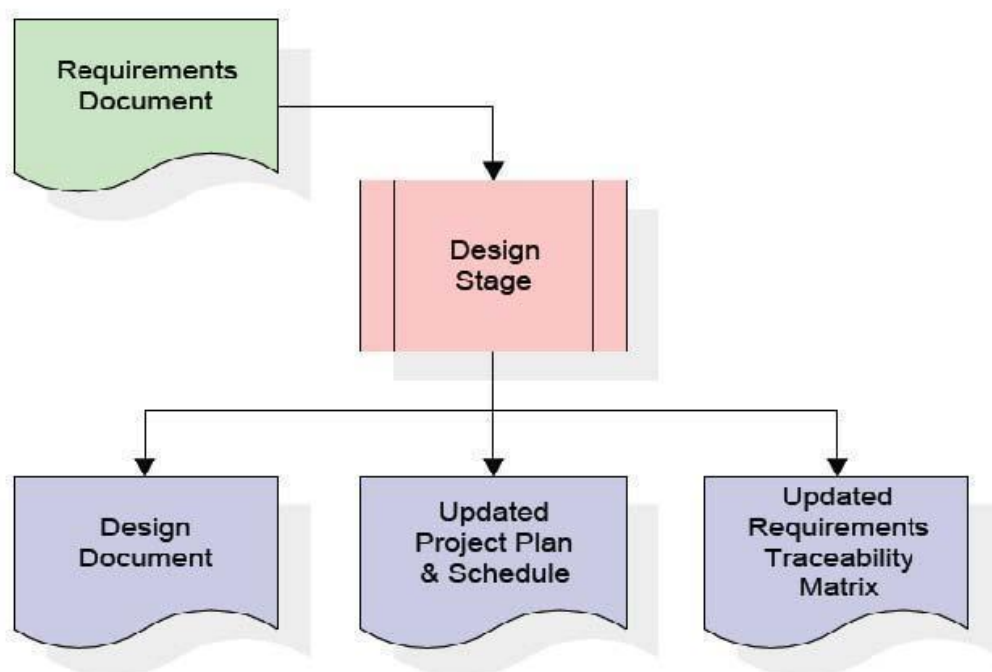 Requirements
Document
Design
Stage
Design
Document
Updated
Project Plan
& Schedule
Updated
Requirements
Traceability
Matrix